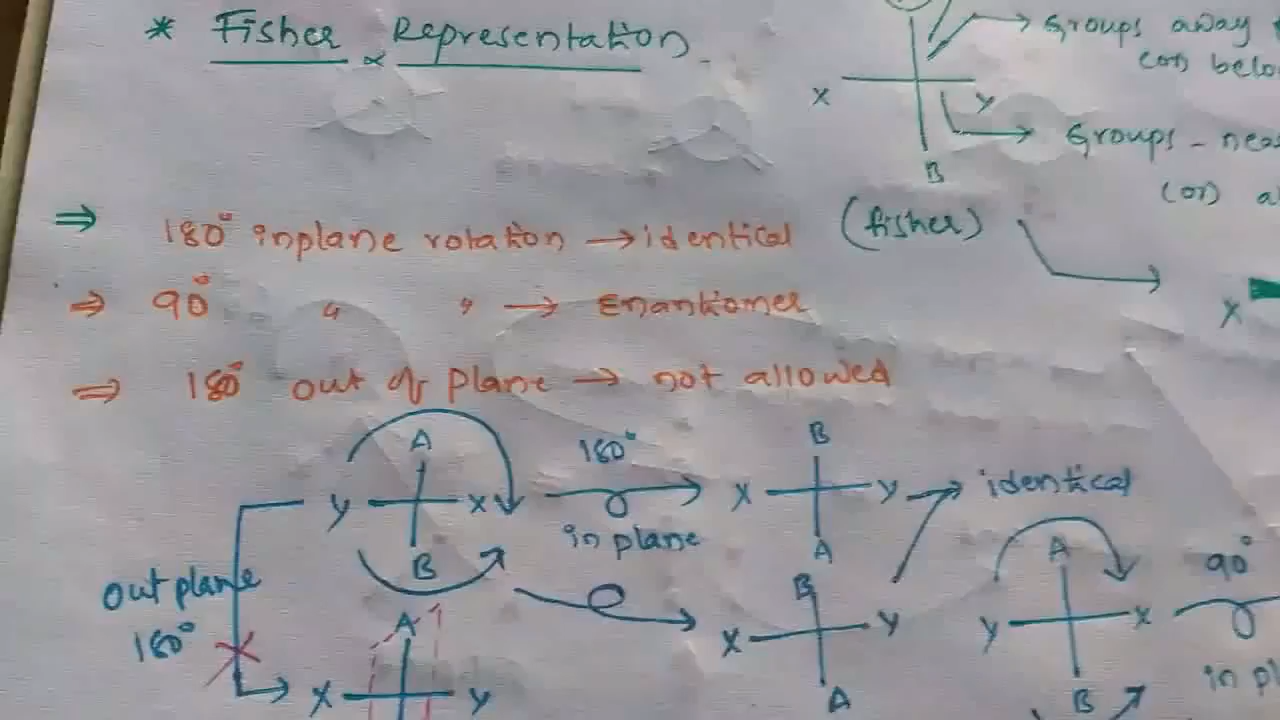 * Fisher Representation
Groups away
(or) belo
X
Y
B
Groups - nea
(or) a
(fisher)
X
⇒ 180° inplane rotation → identical
⇒ 90° " " → Enantiomer
⇒ 180° out of plane → not allowed
A
Y X
B
180°
in plane
B
X Y
A
identical
B
X Y
A
out plane
180°
A
X Y
A
Y X
B
90°
in pl